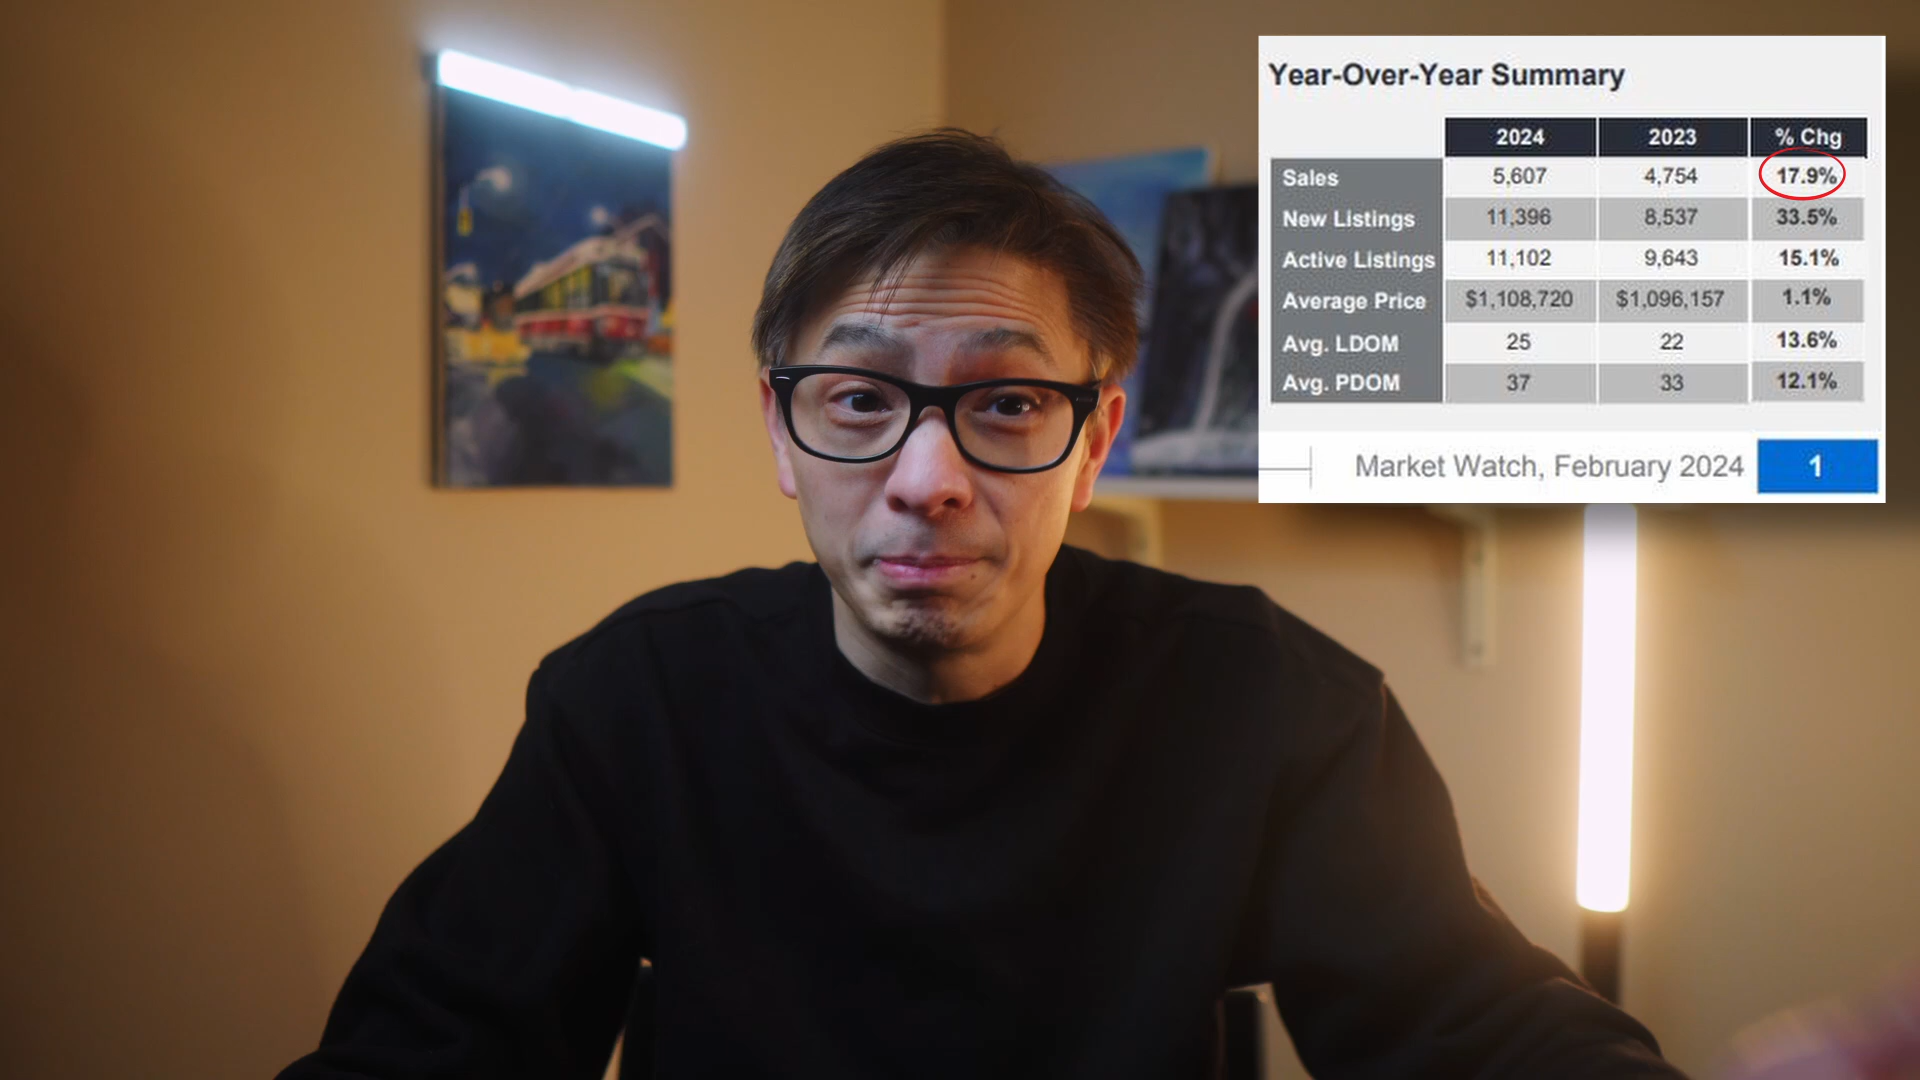 Year-Over-Year Summary
2024 2023 % Chg
Sales 5,607 4,754 17.9%
New Listings 11,396 8,537 33.5%
Active Listings 11,102 9,643 15.1%
Average Price $1,108,720 $1,096,157 1.1%
Avg. LDOM 25 22 13.6%
Avg. PDOM 37 33 12.1%
Market Watch, February 2024 1